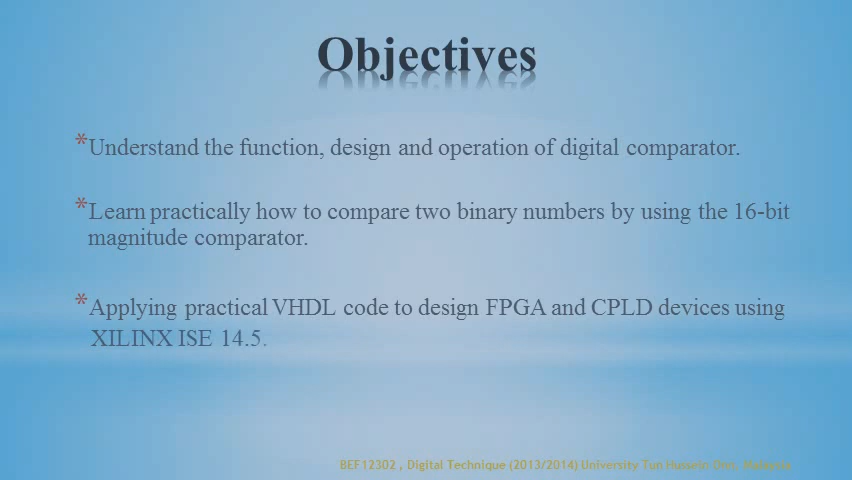 Objectives
*Understand the function, design and operation of digital comparator.
*Learn practically how to compare two binary numbers by using the 16-bit
magnitude comparator.
*Applying practical VHDL code to design FPGA and CPLD devices using
XILINX ISE 14.5.
BEF12302 , Digital Technique (2013/2014) University Tun Hussein Onn, Malaysia